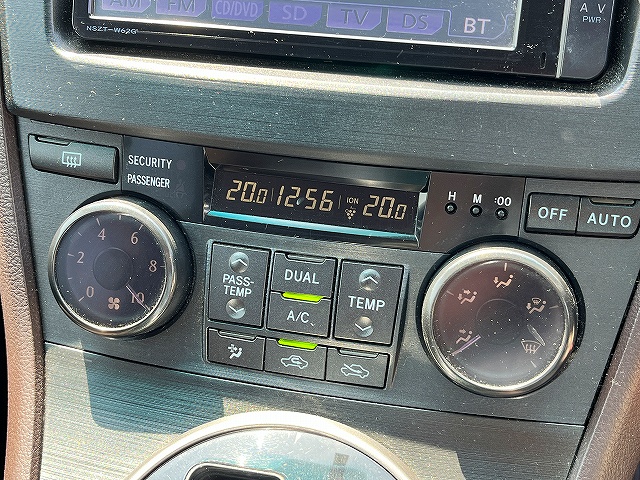 AM FM CD/DVD SD TV DS BT
NSZT-W62G
A V
PWR
SECURITY
PASSENGER
20.0 12:56 ION 20.0
H M :00
OFF AUTO
0 2 4 6 8 10
PASS-
TEMP
DUAL
A/C
TEMP